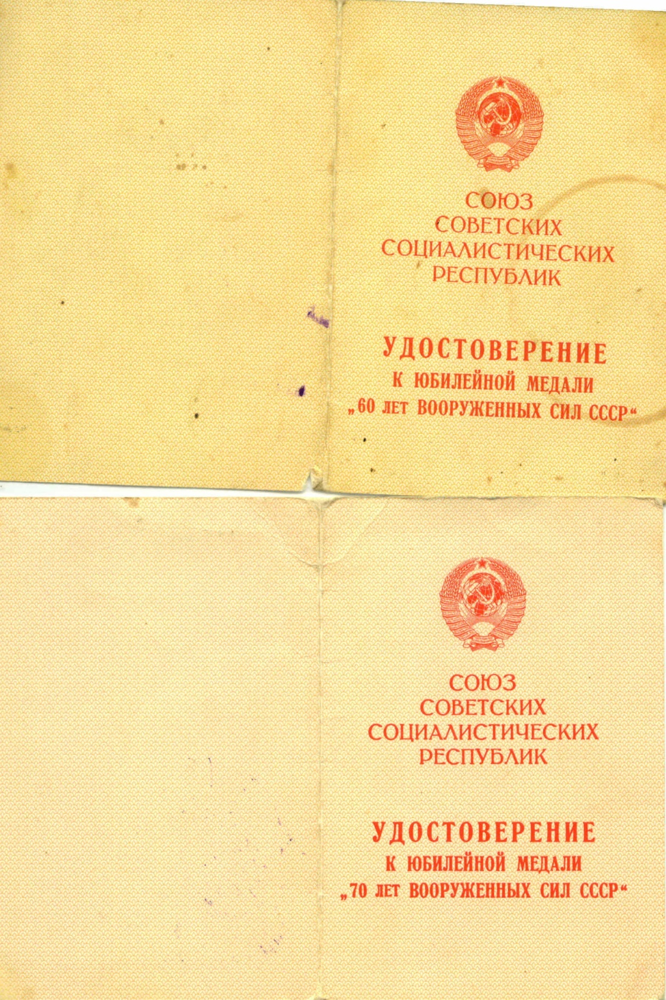 СОЮЗ
СОВЕТСКИХ
СОЦИАЛИСТИЧЕСКИХ
РЕСПУБЛИК
УДОСТОВЕРЕНИЕ
К ЮБИЛЕЙНОЙ МЕДАЛИ
„60 ЛЕТ ВООРУЖЕННЫХ СИЛ СССР“
СОЮЗ
СОВЕТСКИХ
СОЦИАЛИСТИЧЕСКИХ
РЕСПУБЛИК
УДОСТОВЕРЕНИЕ
К ЮБИЛЕЙНОЙ МЕДАЛИ
„70 ЛЕТ ВООРУЖЕННЫХ СИЛ СССР“